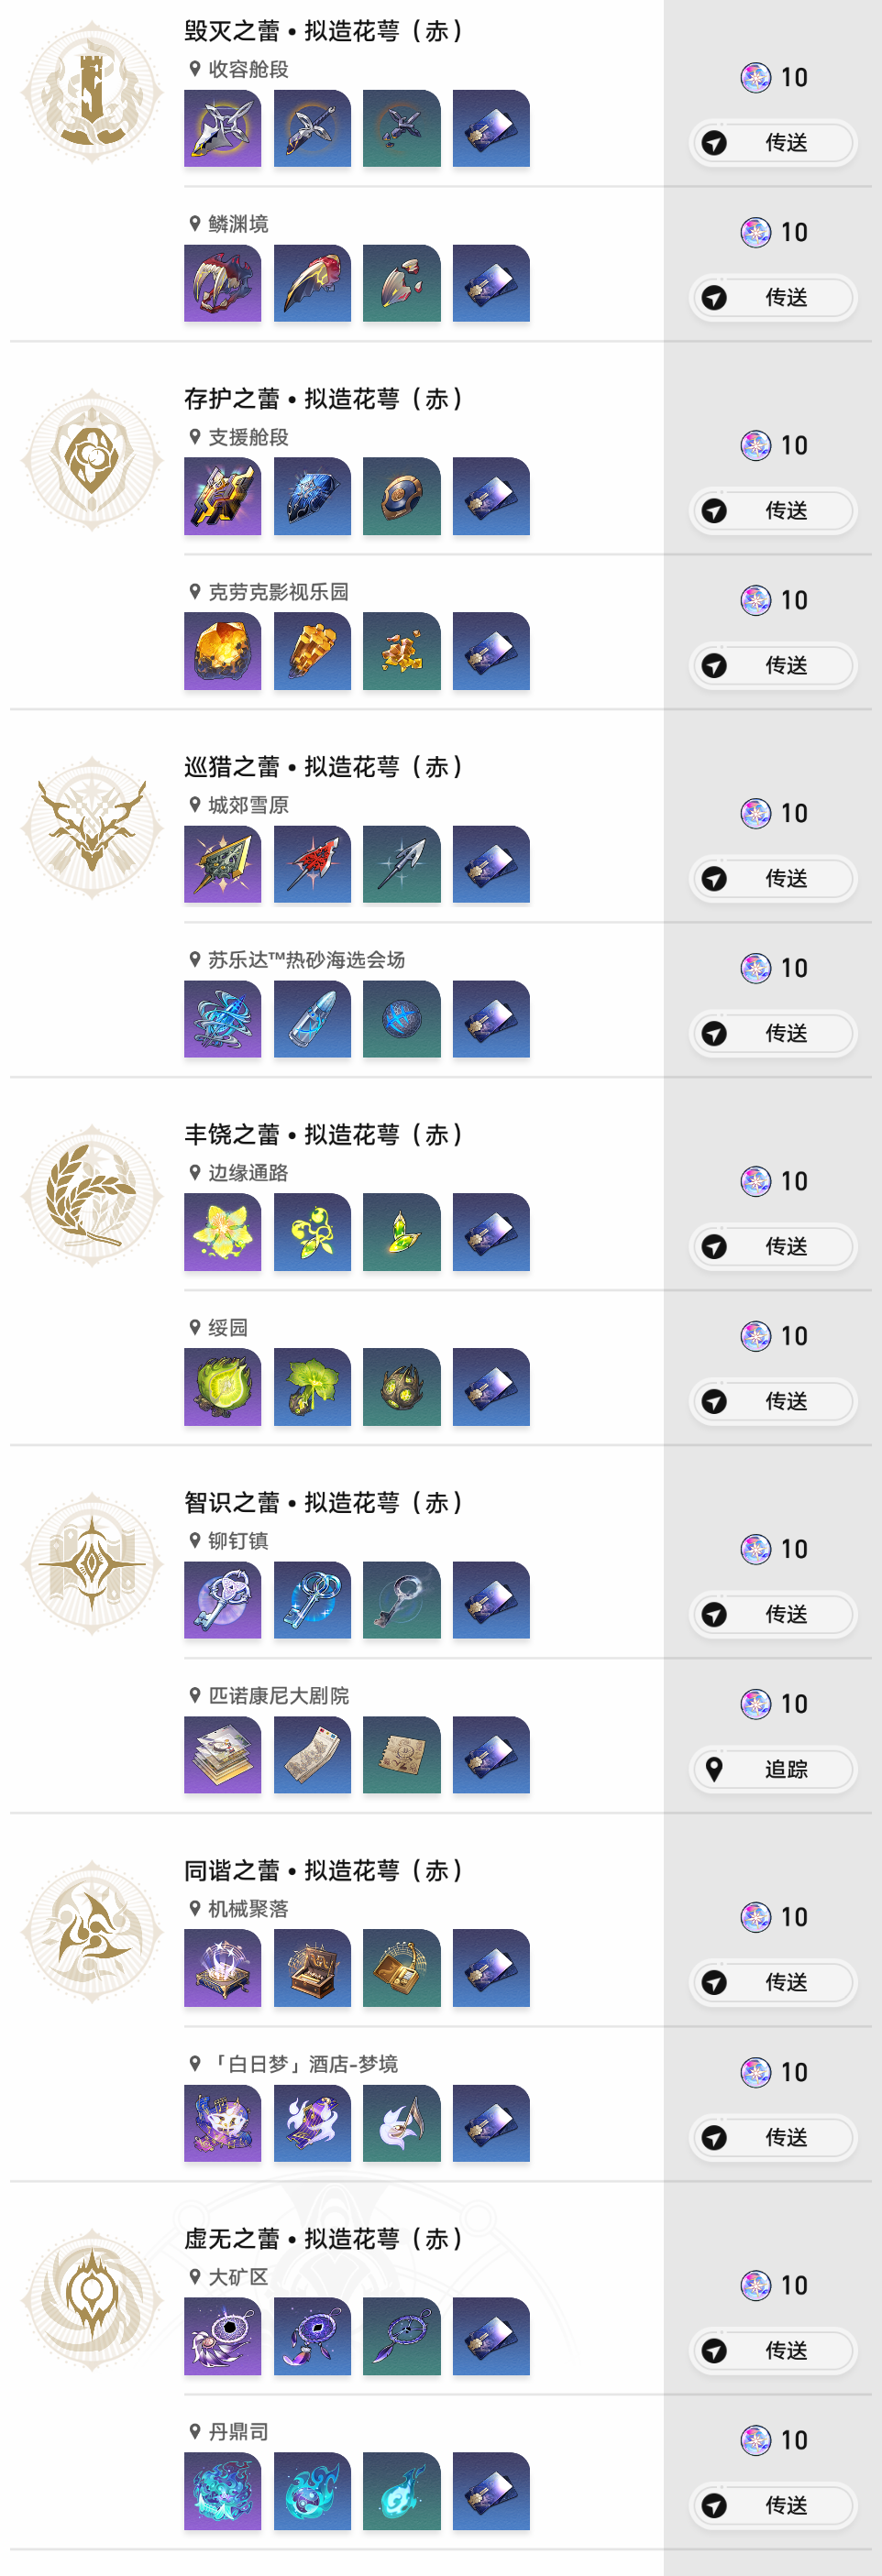 毁灭之蕾•拟造花萼（赤）
收容舱段
10
传送
鳞渊境
10
传送
存护之蕾•拟造花萼（赤）
支援舱段
10
传送
克劳克影视乐园
10
传送
巡猎之蕾•拟造花萼（赤）
城郊雪原
10
传送
苏乐达™热砂海选会场
10
传送
丰饶之蕾•拟造花萼（赤）
边缘通路
10
传送
绥园
10
传送
智识之蕾•拟造花萼（赤）
铆钉镇
10
传送
匹诺康尼大剧院
10
追踪
同谐之蕾•拟造花萼（赤）
机械聚落
10
传送
「白日梦」酒店-梦境
10
传送
虚无之蕾•拟造花萼（赤）
大矿区
10
传送
丹鼎司
10
传送